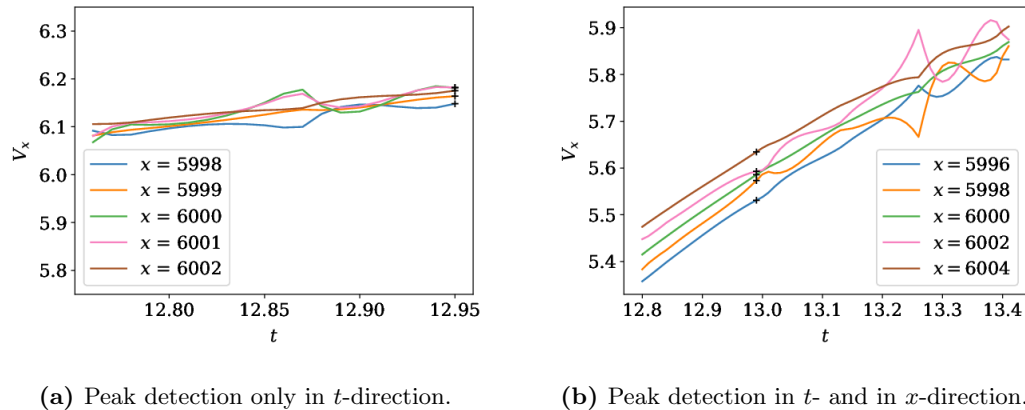 6.3
6.2
6.1
6.0
5.9
5.8
V_x
x = 5998
x = 5999
x = 6000
x = 6001
x = 6002
12.80 12.85 12.90 12.95
t
5.9
5.8
5.7
5.6
5.5
5.4
V_x
x = 5996
x = 5998
x = 6000
x = 6002
x = 6004
12.8 12.9 13.0 13.1 13.2 13.3 13.4
t
(a) Peak detection only in t-direction.
(b) Peak detection in t- and in x-direction.